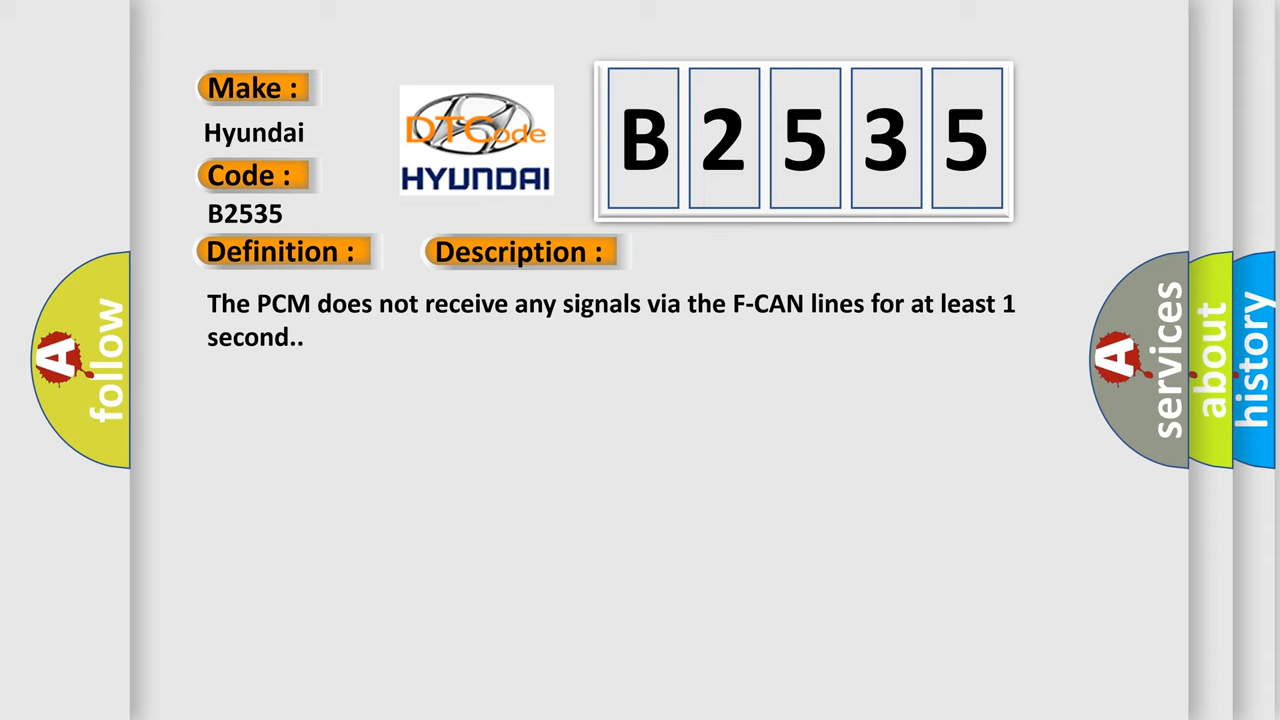 Make :
Hyundai
Code :
B2535
Definition :
Description :
The PCM does not receive any signals via the F-CAN lines for at least 1
second..
DTCode
HYUNDAI
B 2 5 3 5
A follow
A services
about
history